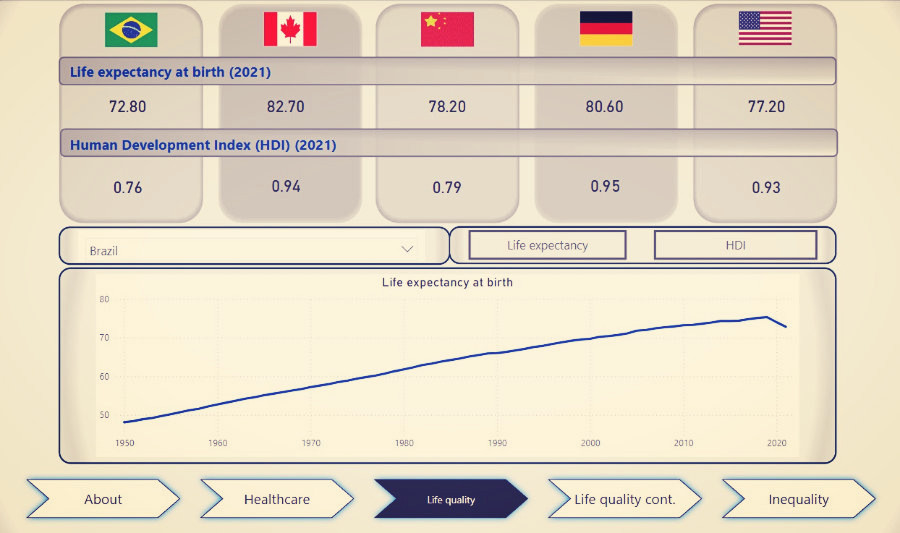 Life expectancy at birth (2021)
72.80 82.70 78.20 80.60 77.20
Human Development Index (HDI) (2021)
0.76 0.94 0.79 0.95 0.93
Brazil Life expectancy HDI
Life expectancy at birth
80
70
60
50
1950 1960 1970 1980 1990 2000 2010 2020
About Healthcare Life quality Life quality cont. Inequality